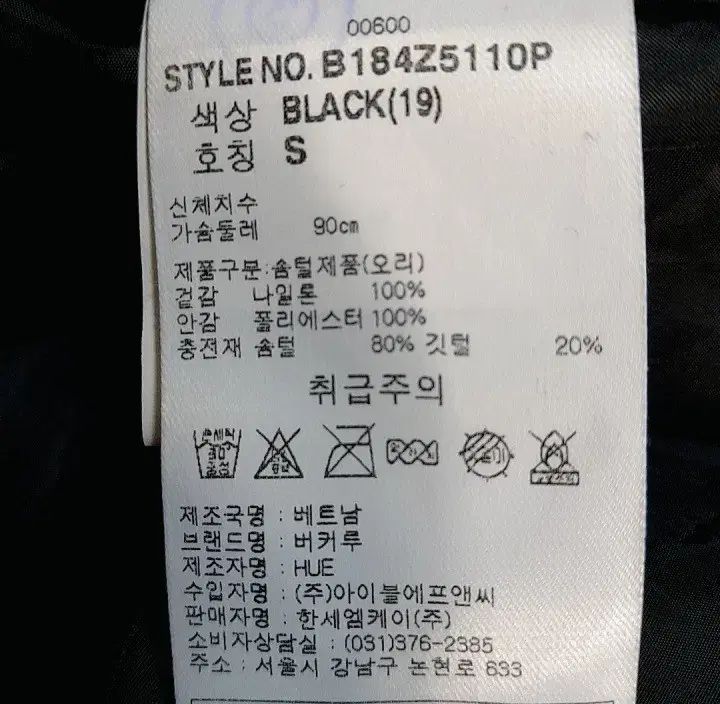 00600
STYLE NO. B184Z5110P
색상 BLACK(19)
호칭 S
신체치수
가슴둘레 90cm
제품구분:솜털제품(오리)
겉감 나일론 100%
안감 폴리에스터 100%
충전재 솜털 80% 깃털 20%
취급주의
제조국명 : 베트남
브랜드명 : 버커루
제조자명 : HUE
수입자명 : (주)아이블에프앤씨
판매자명 : 한세엠케이(주)
소비자상담실 : (031)376-2385
주소 : 서울시 강남구 논현로 633